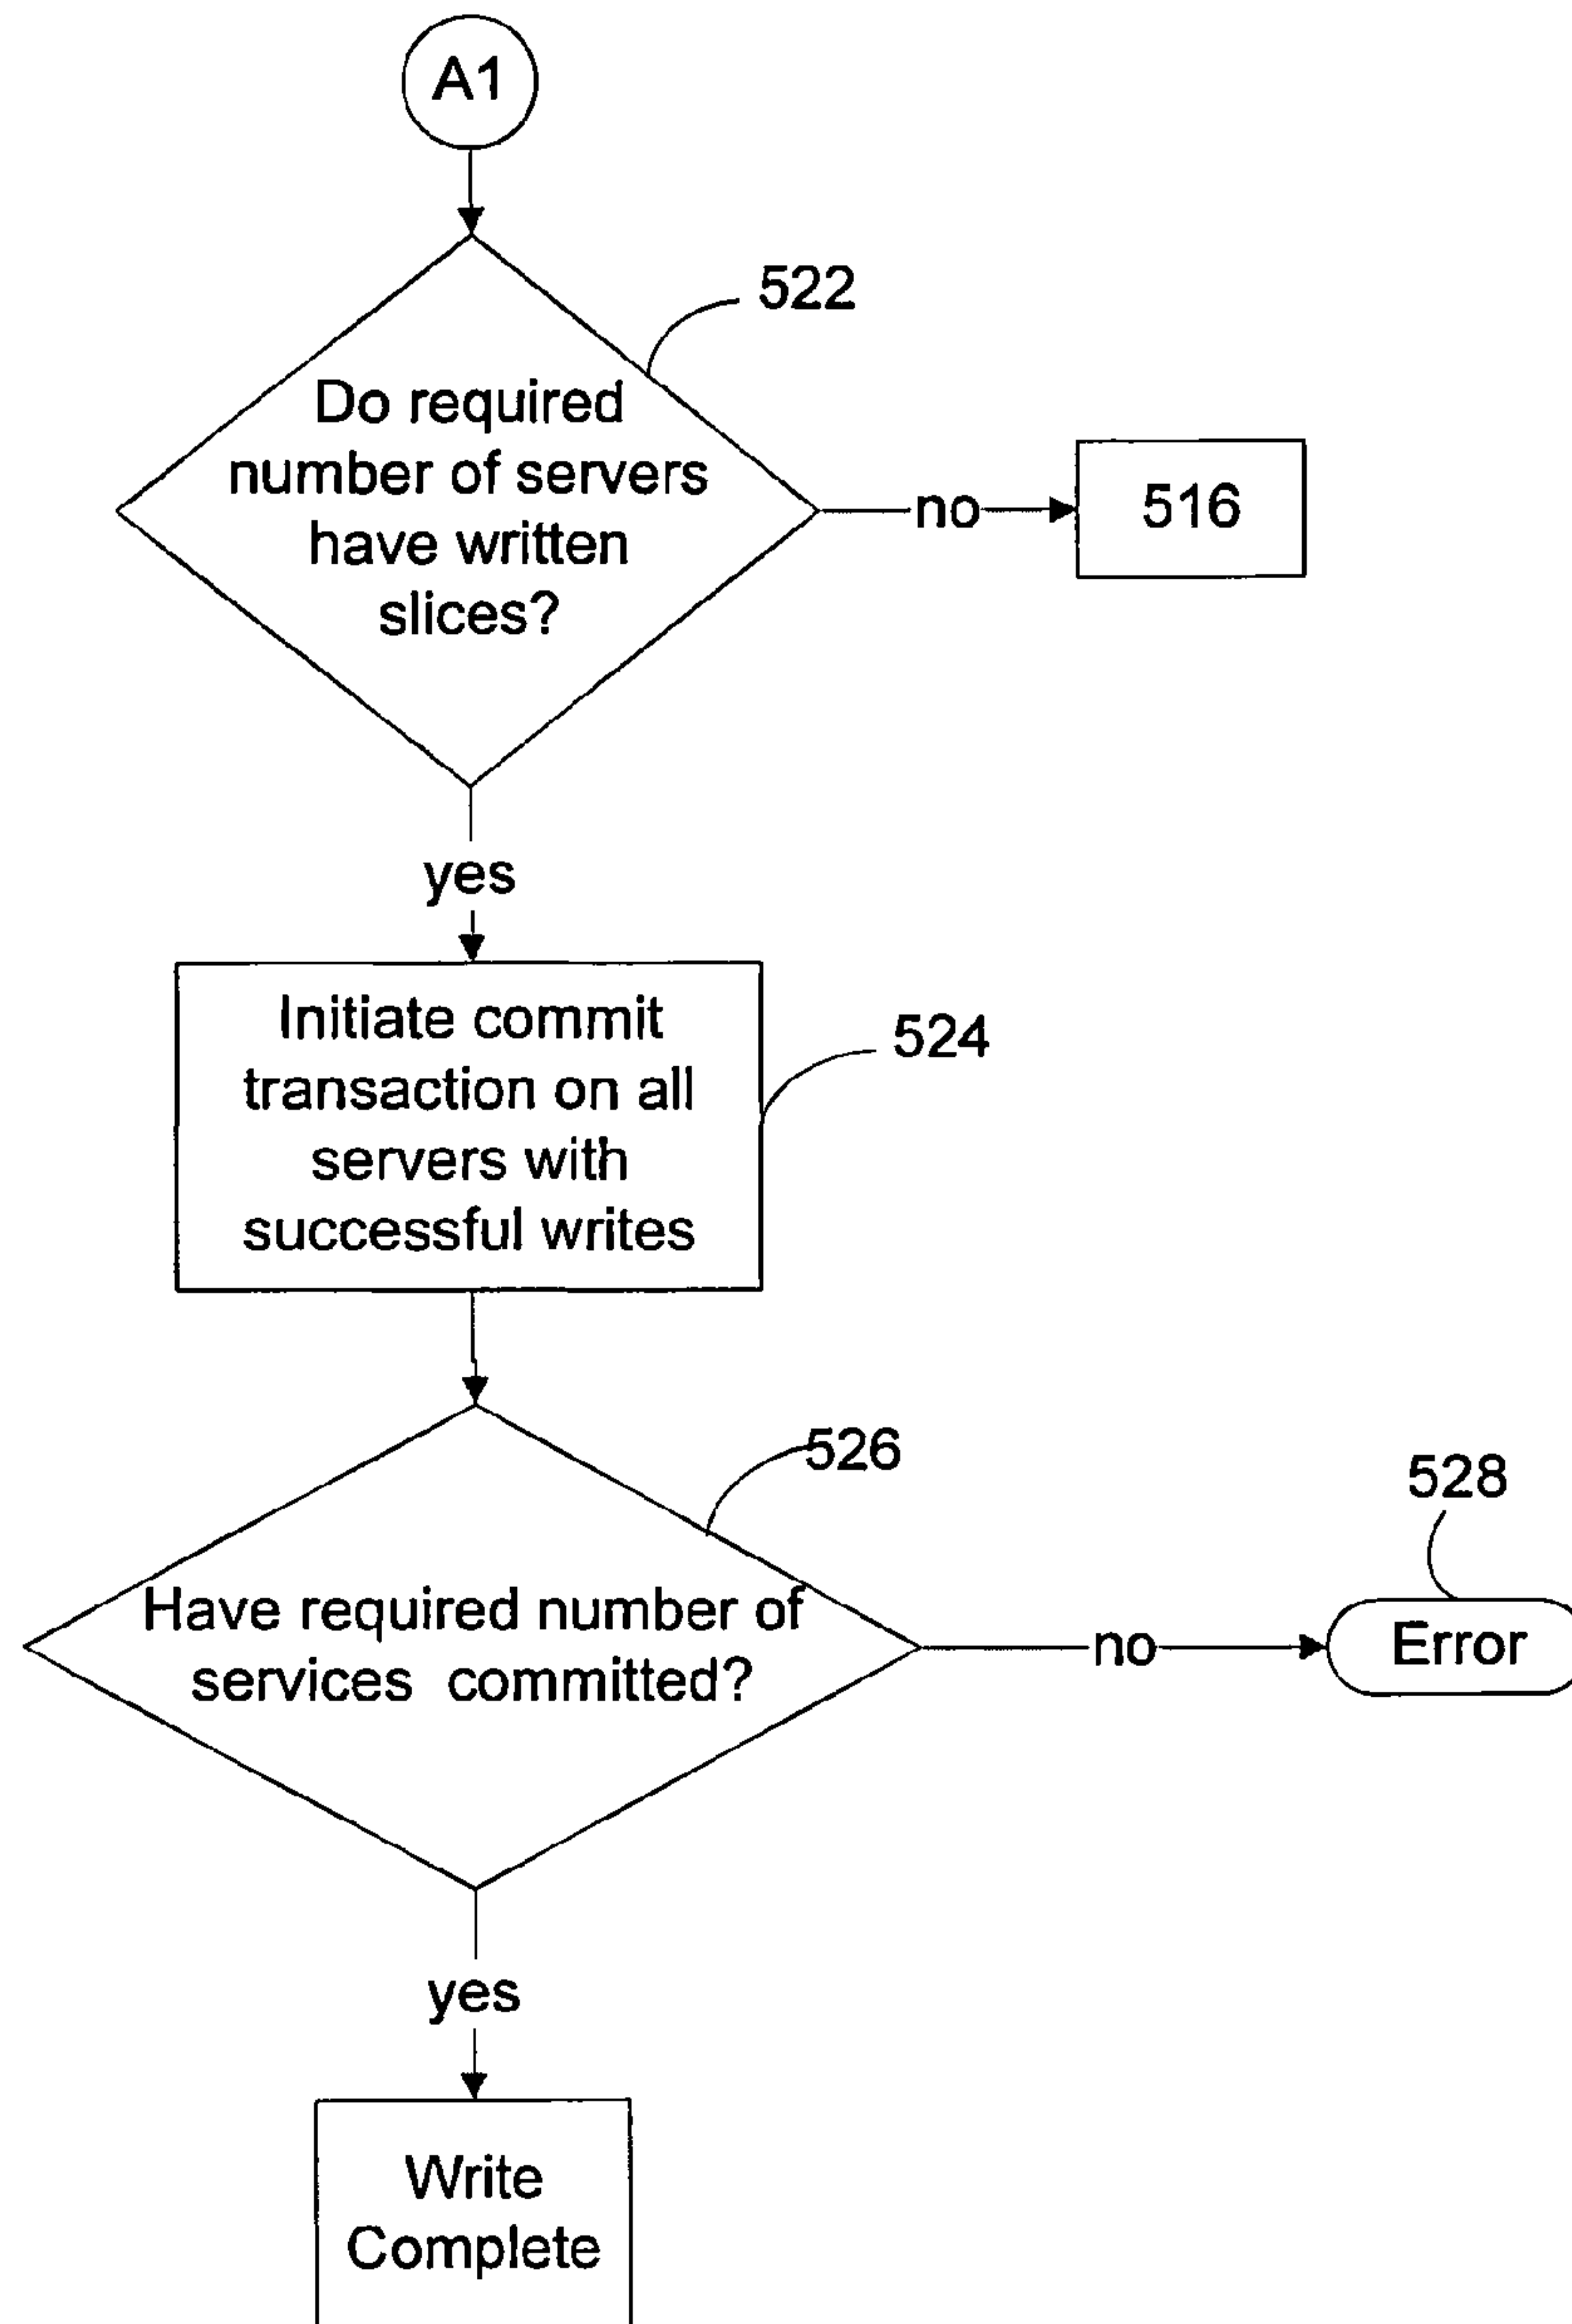 A1
522
Do required
number of servers
have written
slices?
no
516
yes
Initiate commit
transaction on all
servers with
successful writes
524
526
528
Have required number of
services committed?
no
Error
yes
Write
Complete